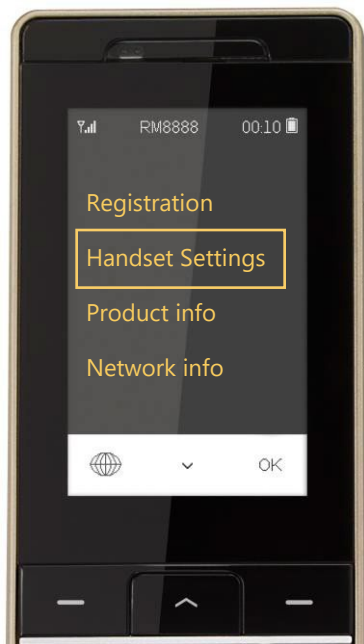 RM8888 00:10
Registration
Handset Settings
Product info
Network info
OK